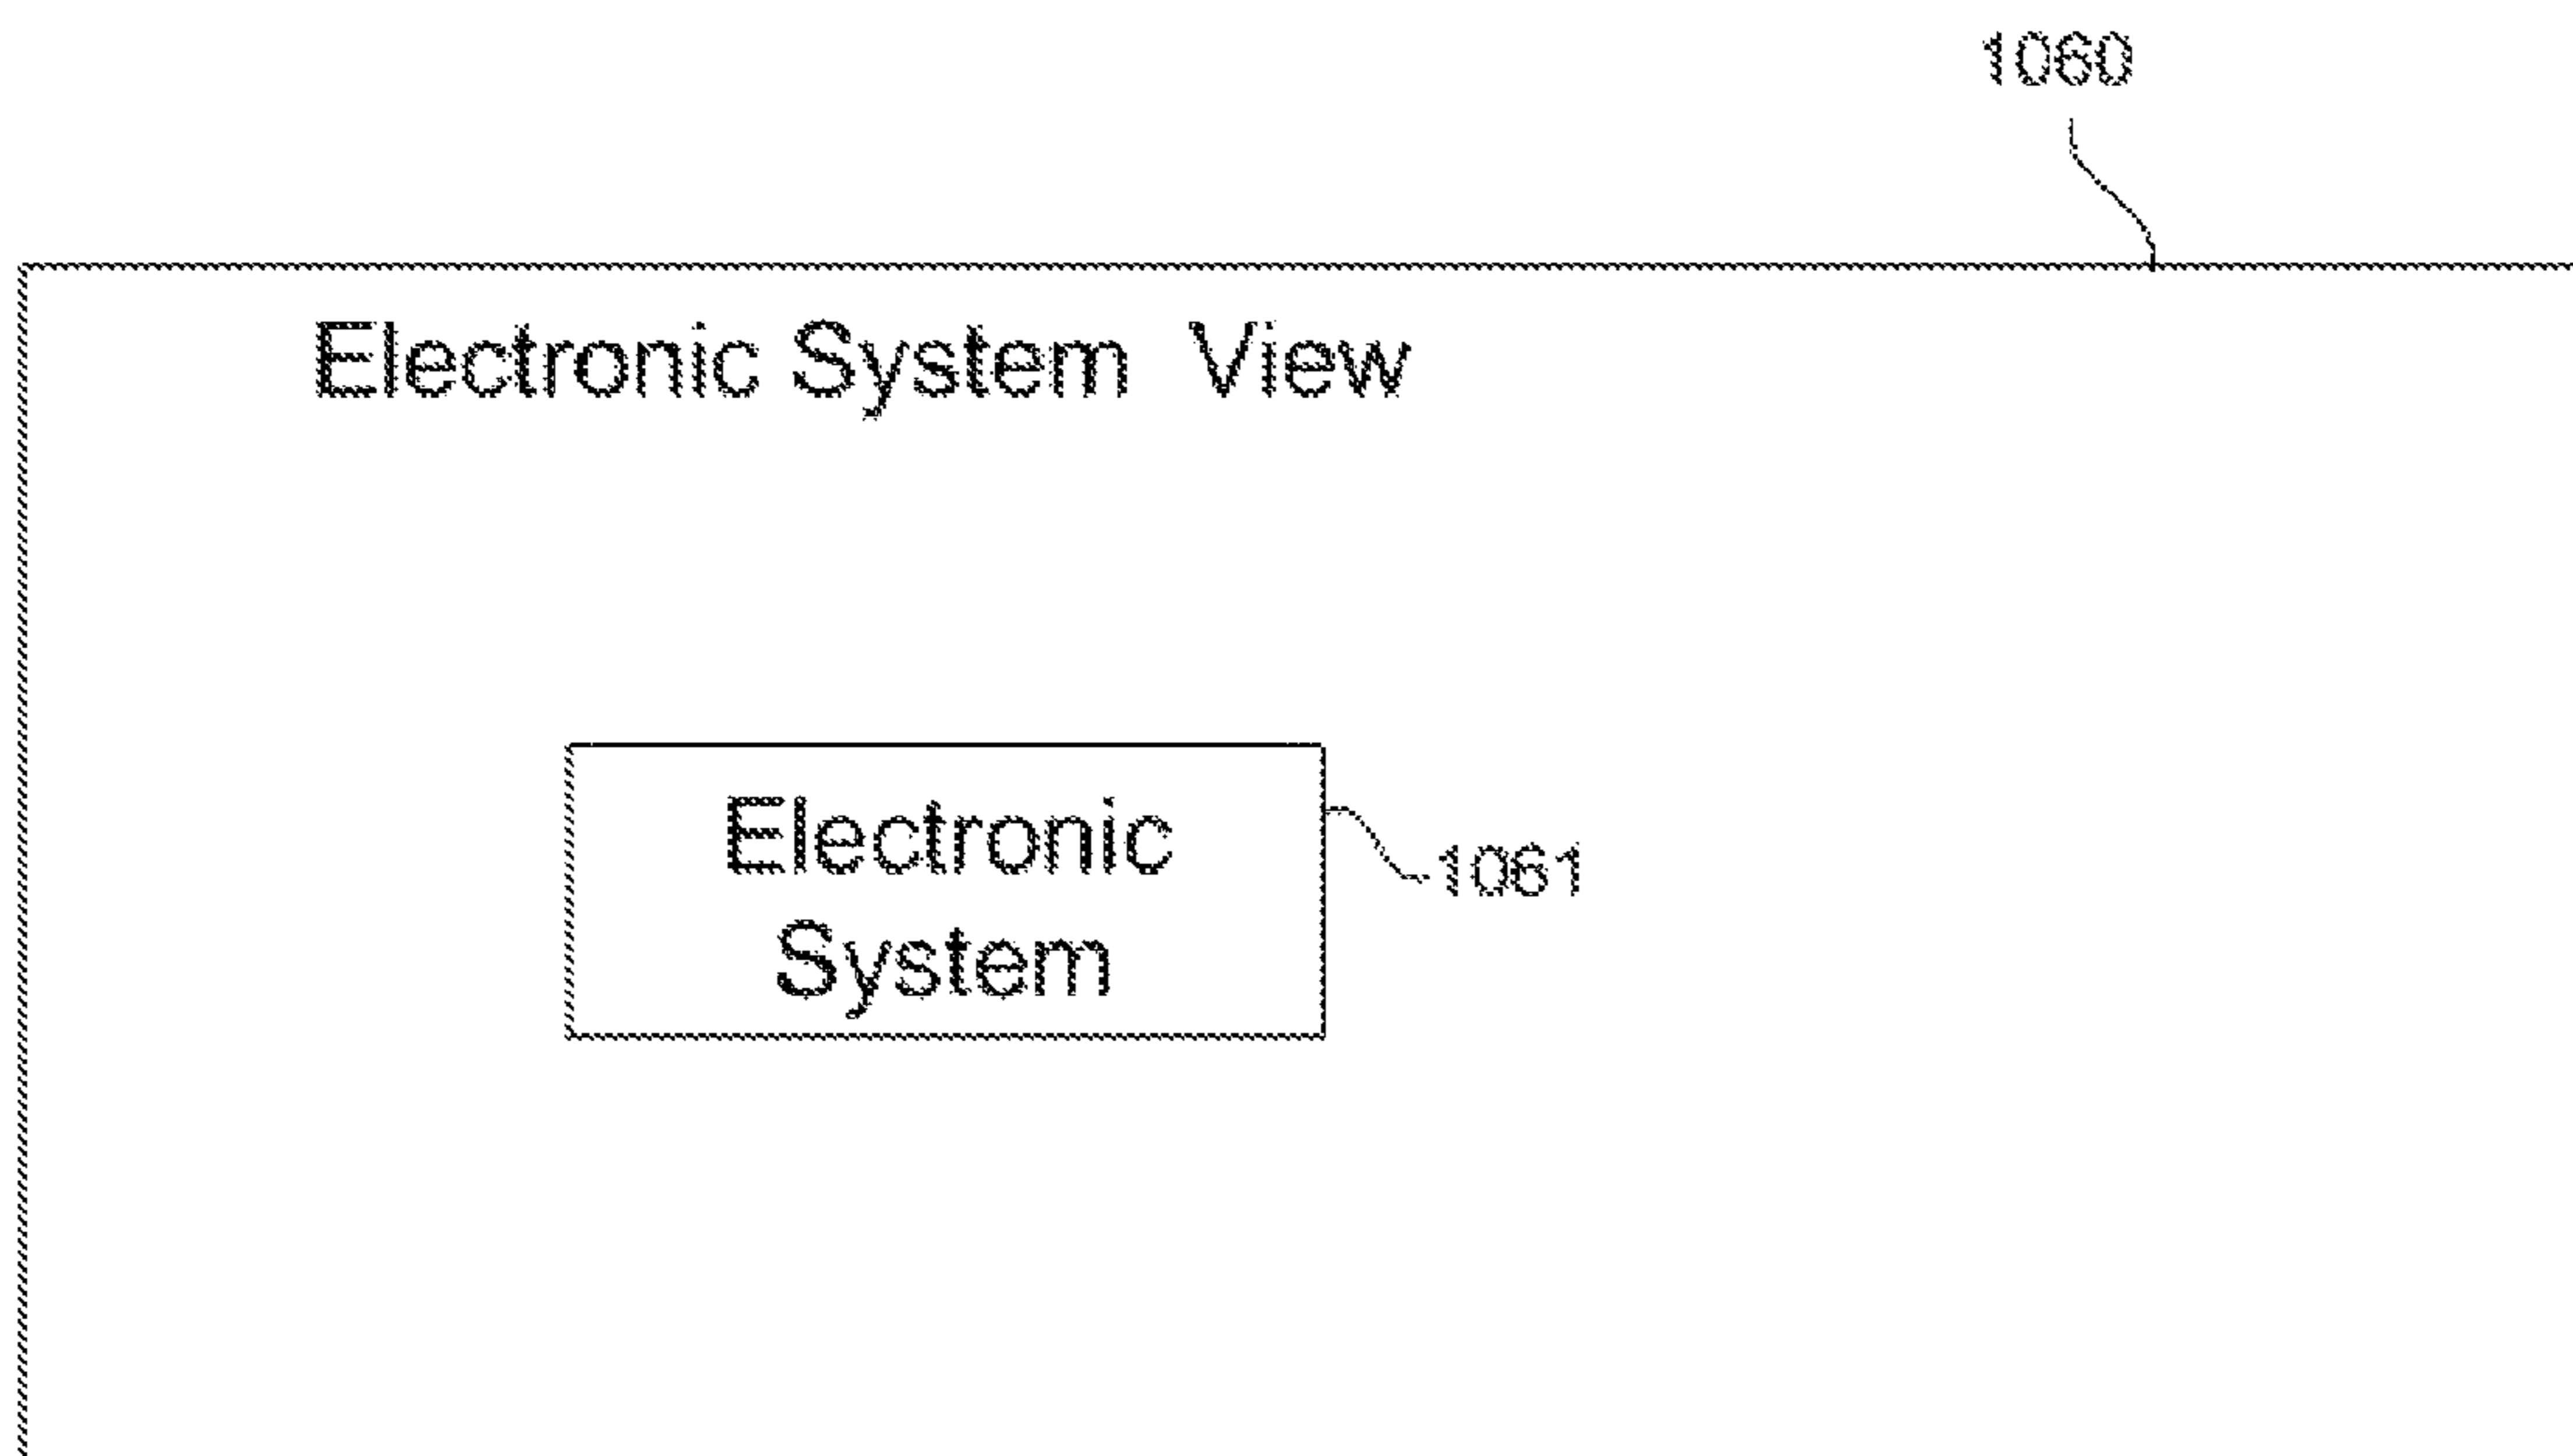 1060
Electronic System View
Electronic
System
1061